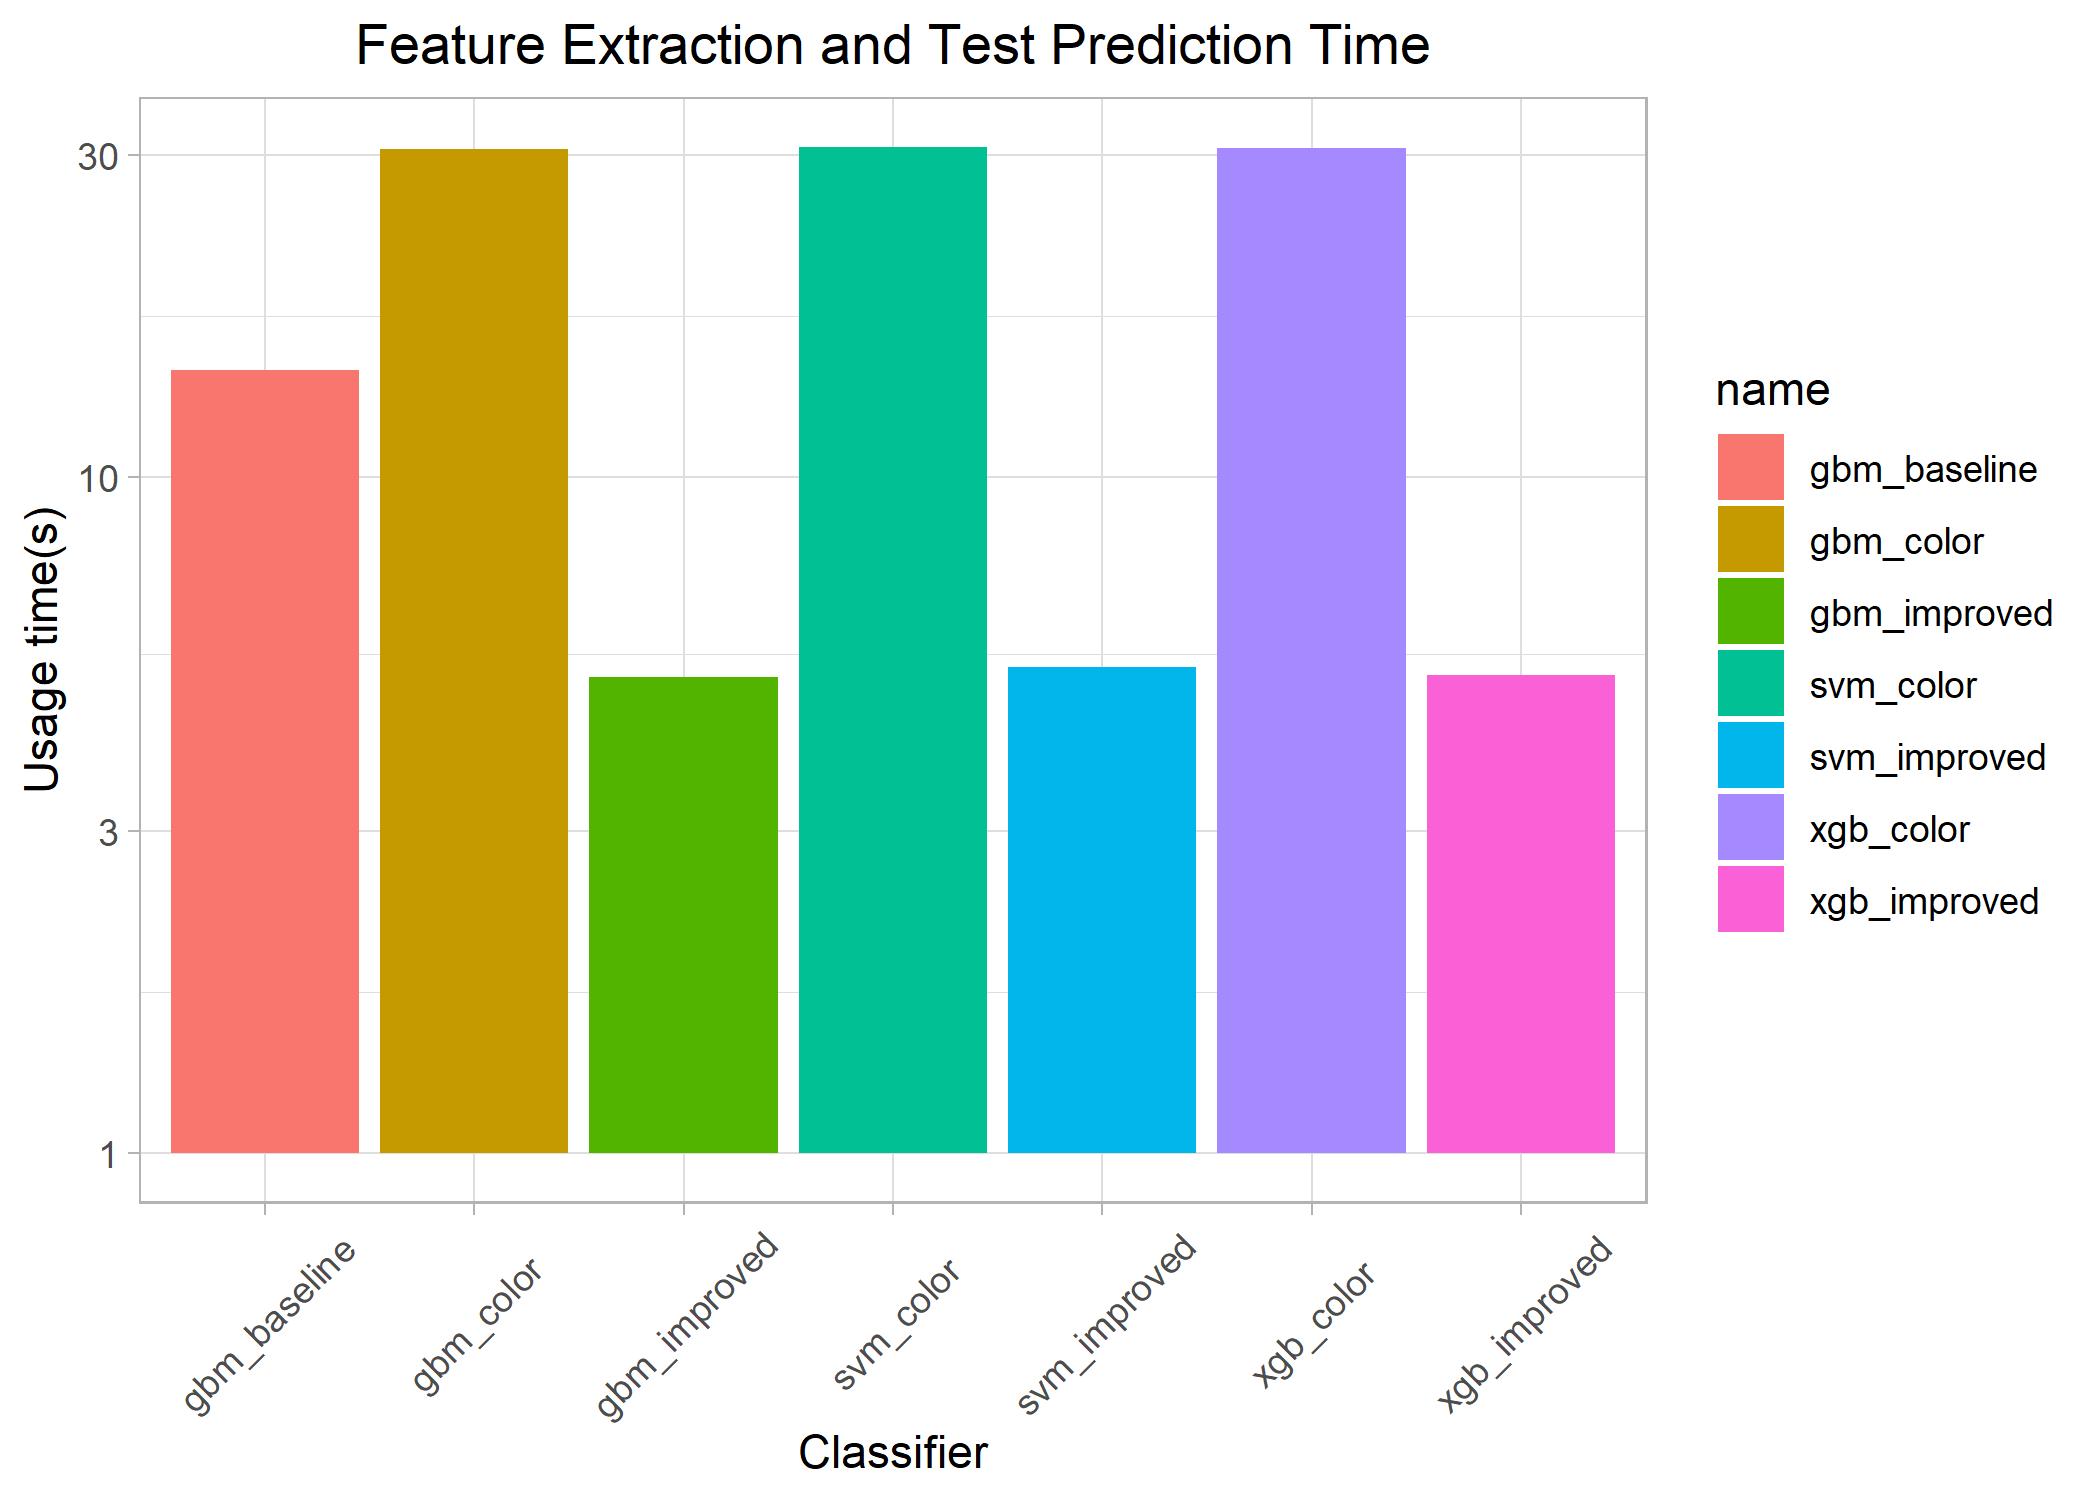 Feature Extraction and Test Prediction Time
30
10
3
1
Usage time(s)
gbm_baseline
gbm_color
gbm_improved
svm_color
svm_improved
xgb_color
xgb_improved
Classifier
name
gbm_baseline
gbm_color
gbm_improved
svm_color
svm_improved
xgb_color
xgb_improved